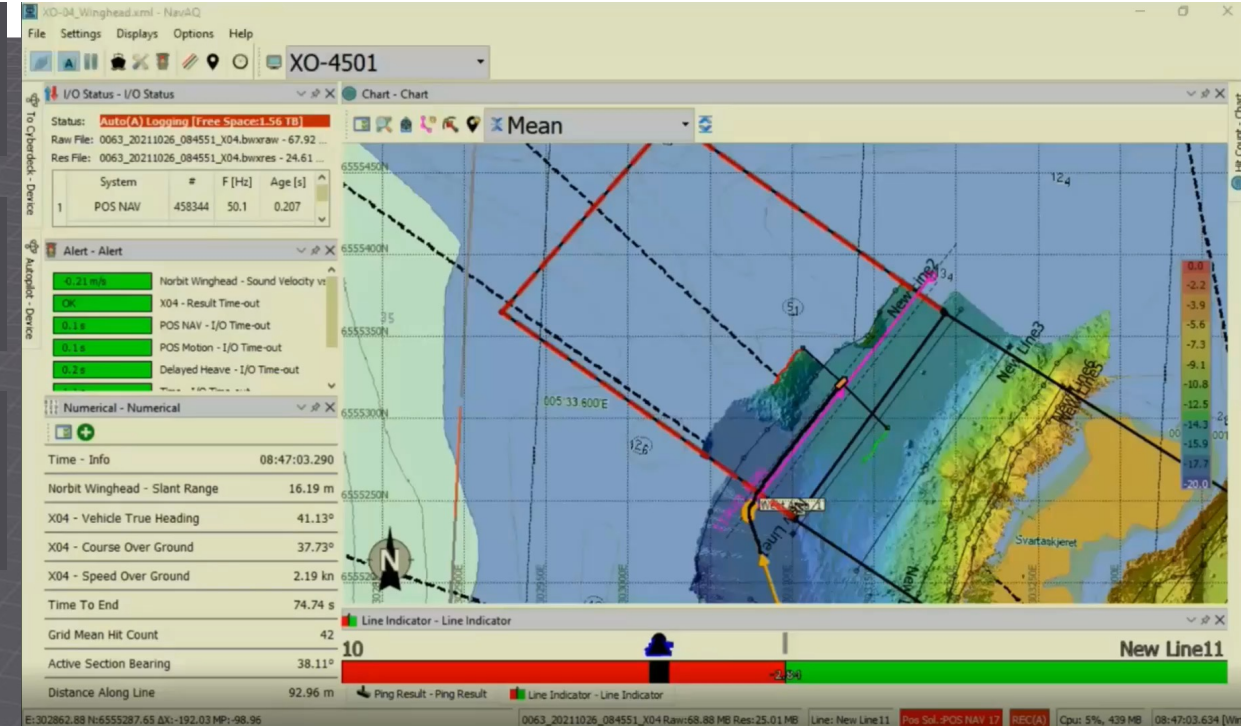 XO-04_Winghead.xml - NavAQ
File Settings Displays Options Help
XO-4501
I/O Status - I/O Status
Status: Auto(A) Logging [Free Space:1.56 TB]
Raw File: 0063_20211026_084551_X04.bwxraw - 67.92 ...
Res File: 0063_20211026_084551_X04.bwxres - 24.61 ...
System # F [Hz] Age [s]
1 POS NAV 458344 50.1 0.207
To Cyberdeck - Device
Autopilot - Device
Alert - Alert
-0.21 m/s Norbit Winghead - Sound Velocity vs
OK X04 - Result Time-out
0.1 s POS NAV - I/O Time-out
0.1 s POS Motion - I/O Time-out
0.2 s Delayed Heave - I/O Time-out
Numerical - Numerical
Time - Info 08:47:03.290
Norbit Winghead - Slant Range 16.19 m
X04 - Vehicle True Heading 41.13°
X04 - Course Over Ground 37.73°
X04 - Speed Over Ground 2.19 kn
Time To End 74.74 s
Grid Mean Hit Count 42
Active Section Bearing 38.11°
Distance Along Line 92.96 m
Chart - Chart
Mean
Hit Count - Chart
6555450N
6555400N
6555350N
6555300N
6555250N
005°33.600'E
New Line2
New Line3
Svartaskjeret
N
0.0
-2.2
-3.9
-5.6
-7.3
-9.1
-10.8
-12.5
-14.3
-15.9
-17.7
-20.0
Line Indicator - Line Indicator
10 New Line11
Ping Result - Ping Result Line Indicator - Line Indicator
E:302862.88 N:6555287.65 ΔX:-192.03 MP:-98.96
0063_20211026_084551_X04 Raw:68.88 MB Res:25.01 MB Line: New Line11 Pos Sol.:POS NAV 17 REC(A) Cpu: 5%, 439 MB 08:47:03.634